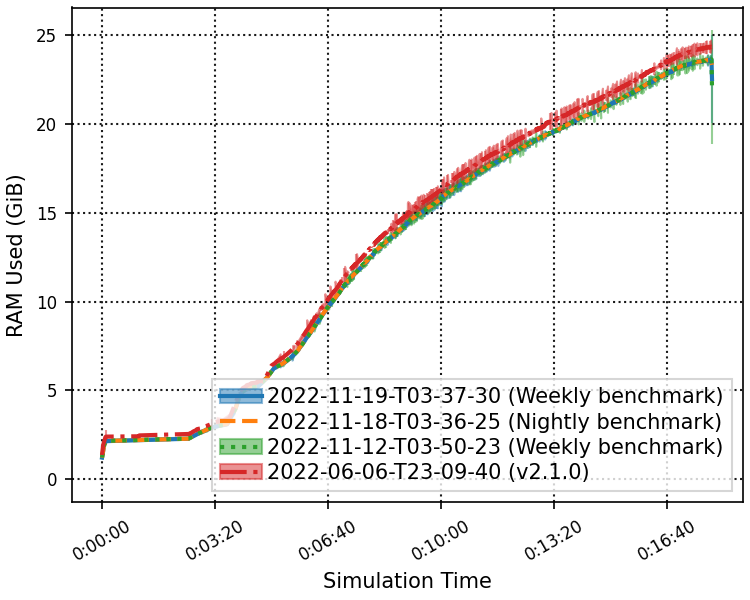 25
20
15
10
5
0
RAM Used (GiB)
2022-11-19-T03-37-30 (Weekly benchmark)
2022-11-18-T03-36-25 (Nightly benchmark)
2022-11-12-T03-50-23 (Weekly benchmark)
2022-06-06-T23-09-40 (v2.1.0)
0:00:00
0:03:20
0:06:40
0:10:00
0:13:20
0:16:40
Simulation Time